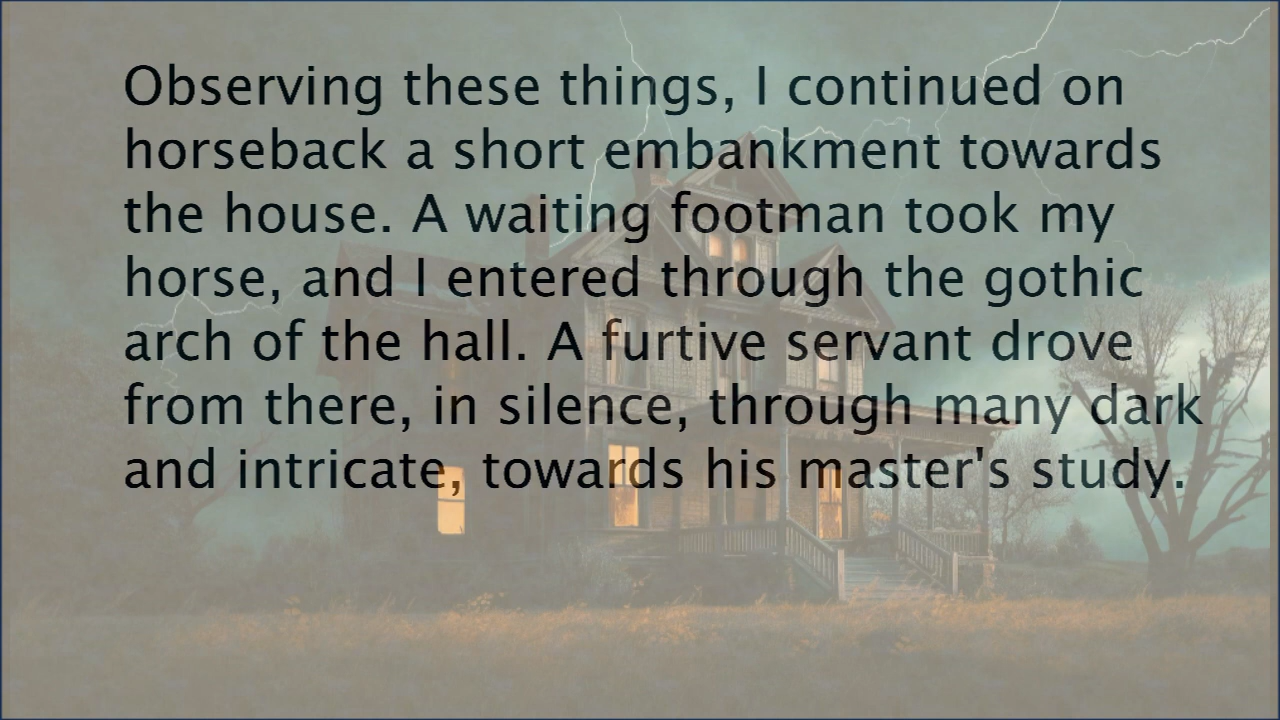 Observing these things, I continued on
horseback a short embankment towards
the house. A waiting footman took my
horse, and I entered through the gothic
arch of the hall. A furtive servant drove
from there, in silence, through many dark
and intricate, towards his master's study.